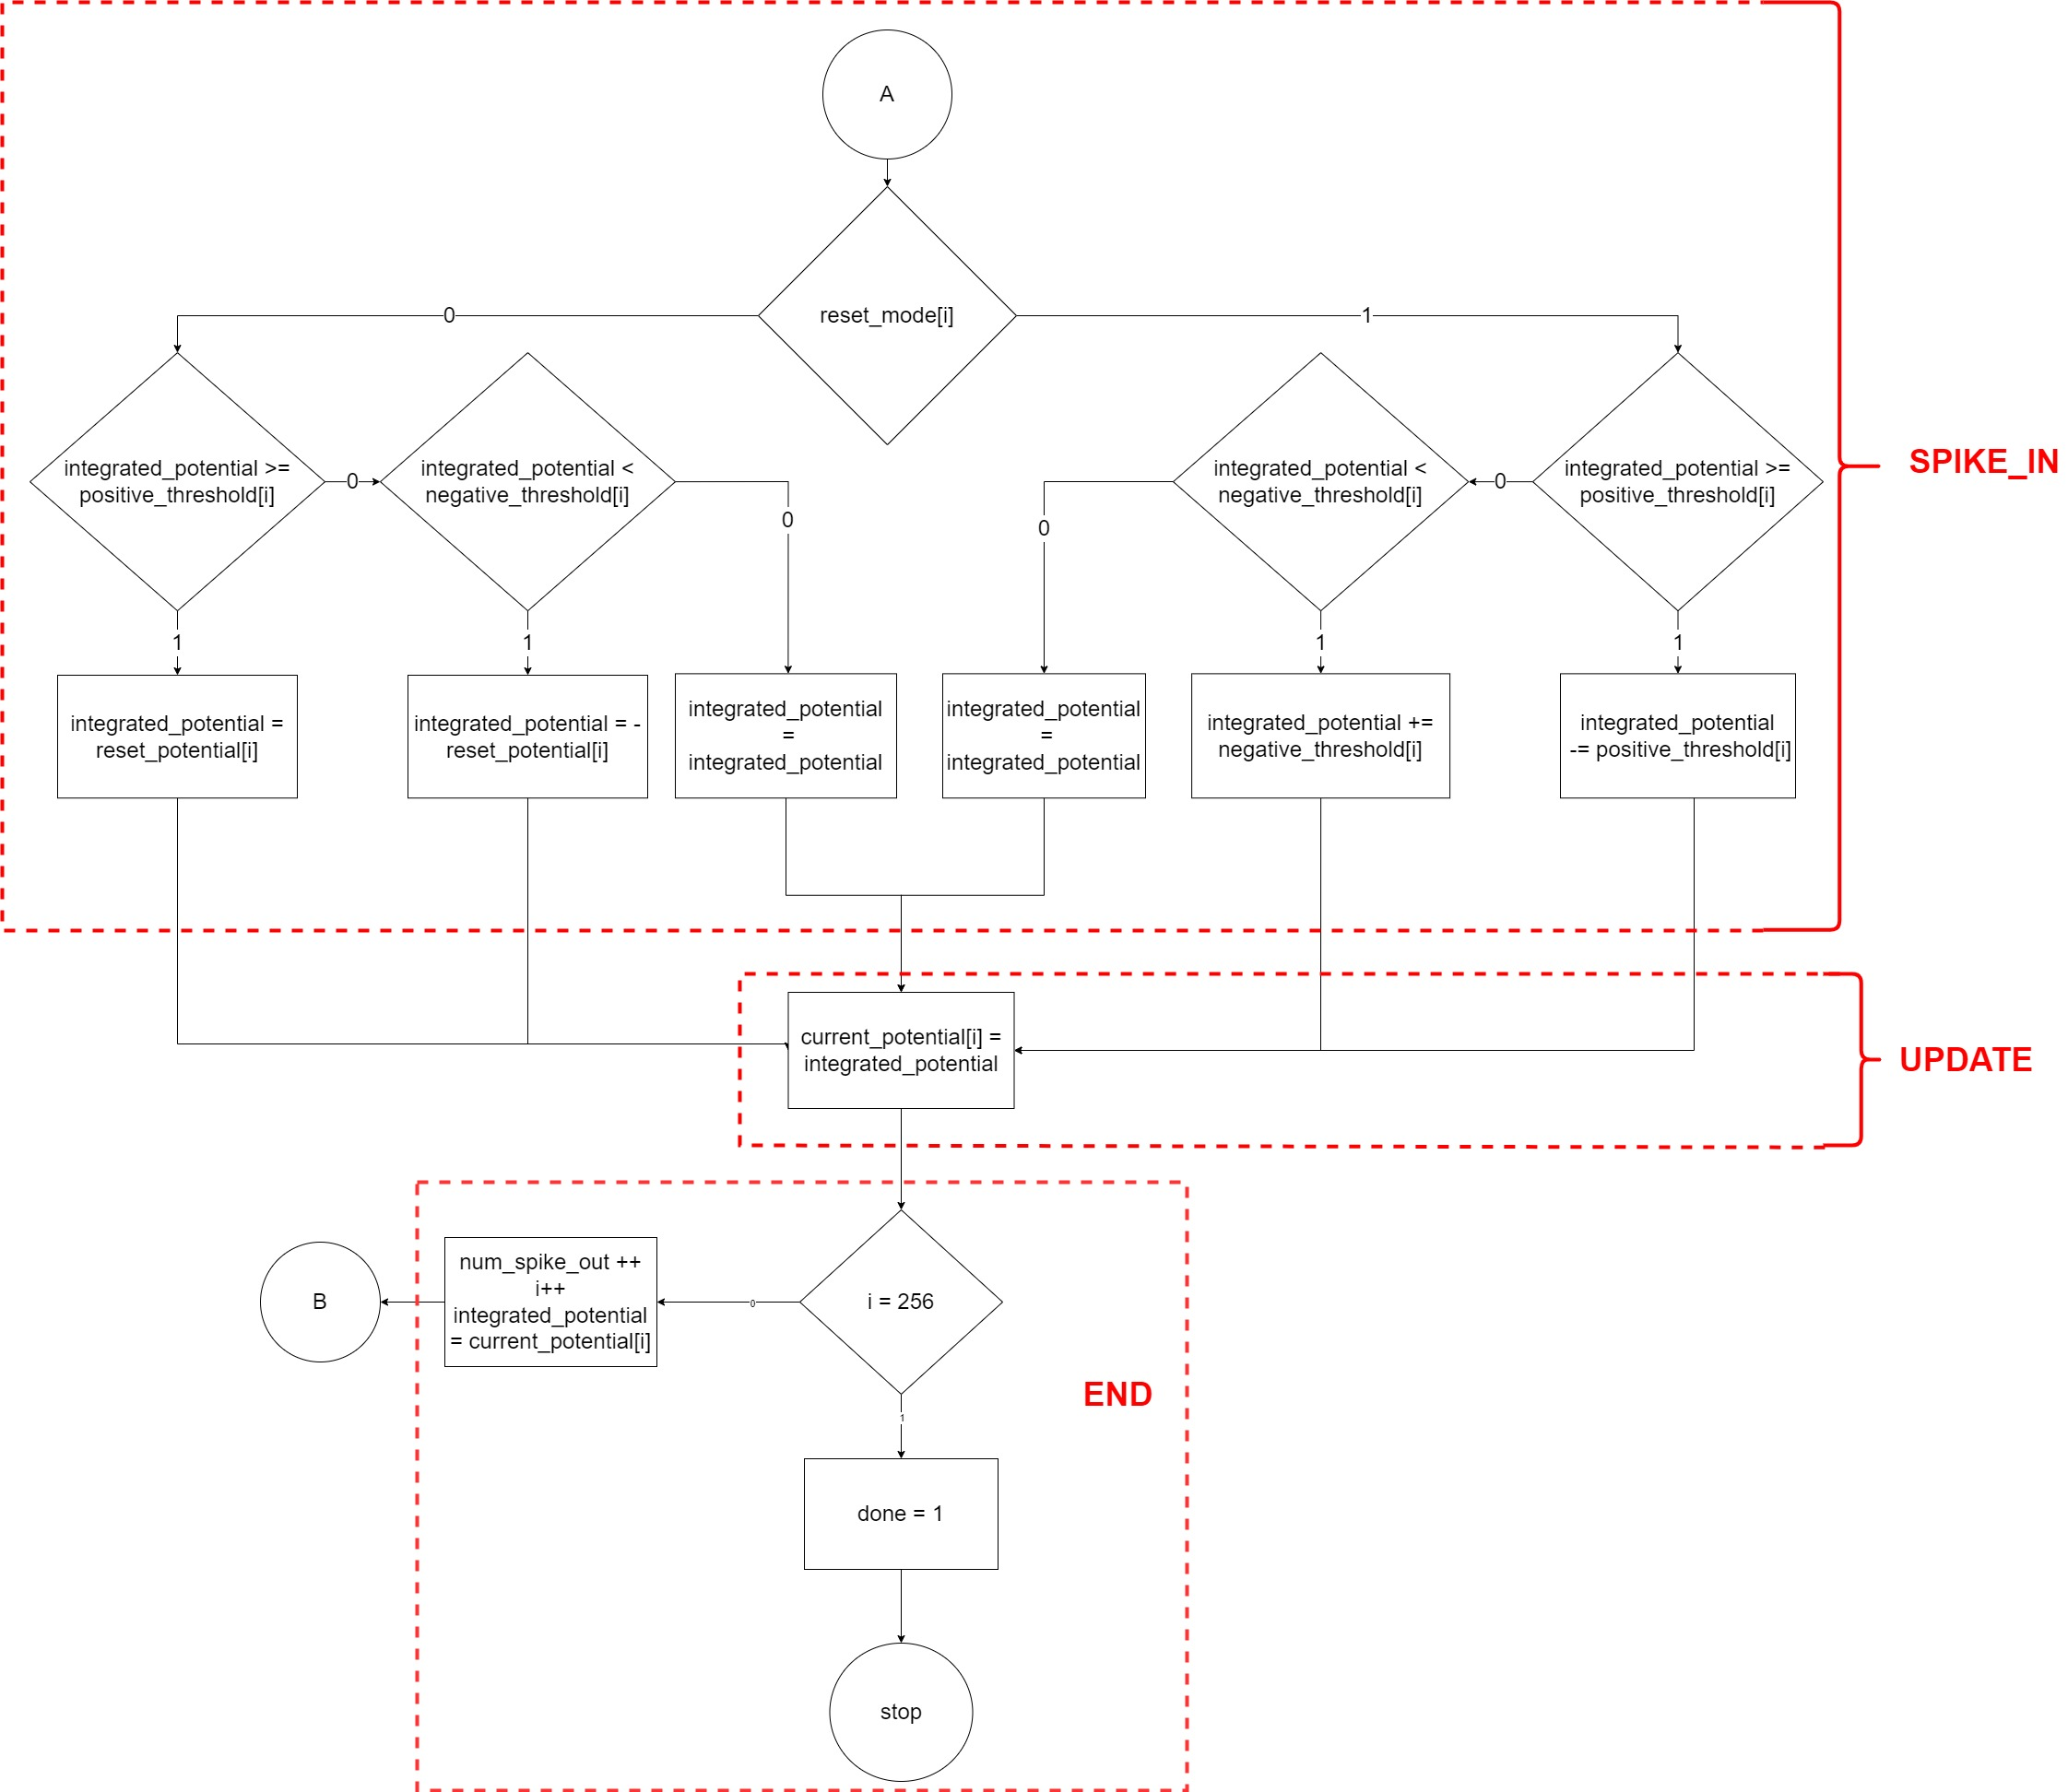 A
reset_mode[i]
0
1
integrated_potential >=
positive_threshold[i]
0
integrated_potential <
negative_threshold[i]
0
0
integrated_potential <
negative_threshold[i]
0
integrated_potential >=
positive_threshold[i]
SPIKE_IN
1
1
1
1
integrated_potential =
reset_potential[i]
integrated_potential = -
reset_potential[i]
integrated_potential
=
integrated_potential
integrated_potential
=
integrated_potential
integrated_potential +=
negative_threshold[i]
integrated_potential
-= positive_threshold[i]
current_potential[i] =
integrated_potential
UPDATE
B
num_spike_out ++
i++
integrated_potential
= current_potential[i]
0
i = 256
END
1
done = 1
stop